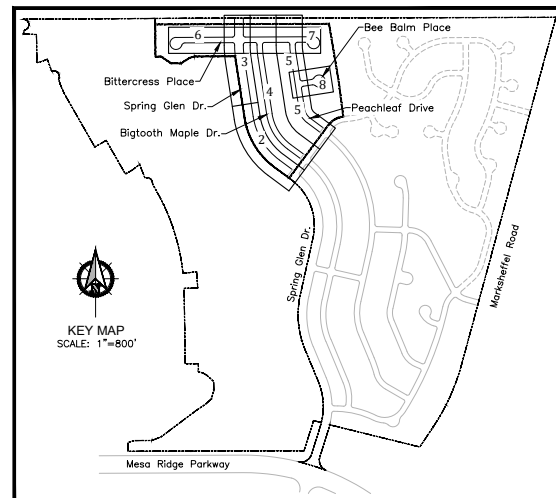 6
7
Bee Balm Place
3
5
Bittercress Place
8
4
Spring Glen Dr.
5
Peachleaf Drive
Bigtooth Maple Dr.
2
Spring Glen Dr.
Marksheffel Road
N
KEY MAP
SCALE: 1"=800'
Mesa Ridge Parkway